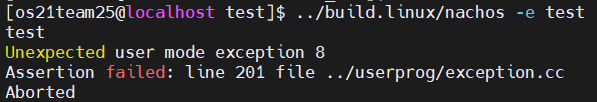 [os21team25@localhost test]$ ../build.linux/nachos -e test
test
Unexpected user mode exception 8
Assertion failed: line 201 file ../userprog/exception.cc
Aborted